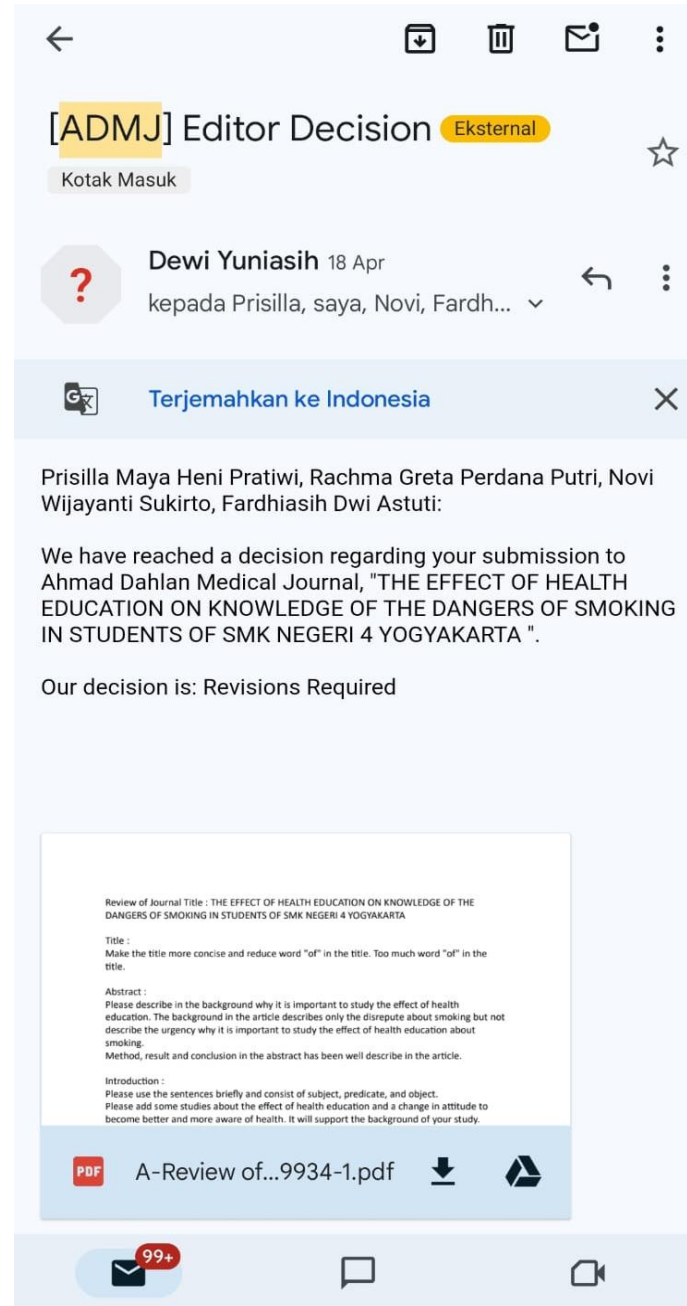 [ADMJ] Editor Decision Eksternal
Kotak Masuk
Dewi Yuniasih 18 Apr
kepada Prisilla, saya, Novi, Fardh...
Terjemahkan ke Indonesia
Prisilla Maya Heni Pratiwi, Rachma Greta Perdana Putri, Novi
Wijayanti Sukirto, Fardhiasih Dwi Astuti:
We have reached a decision regarding your submission to
Ahmad Dahlan Medical Journal, "THE EFFECT OF HEALTH
EDUCATION ON KNOWLEDGE OF THE DANGERS OF SMOKING
IN STUDENTS OF SMK NEGERI 4 YOGYAKARTA ".
Our decision is: Revisions Required
Review of Journal Title : THE EFFECT OF HEALTH EDUCATION ON KNOWLEDGE OF THE
DANGERS OF SMOKING IN STUDENTS OF SMK NEGERI 4 YOGYAKARTA
Title :
Make the title more concise and reduce word "of" in the title. Too much word "of" in the
title.
Abstract :
Please describe in the background why it is important to study the effect of health
education. The background in the article describes only the disrepute about smoking but not
describe the urgency why it is important to study the effect of health education about
smoking.
Method, result and conclusion in the abstract has been well describe in the article.
Introduction :
Please use the sentences briefly and consist of subject, predicate, and object.
Please add some studies about the effect of health education and a change in attitude to
become better and more aware of health. It will support the background of your study.
PDF A-Review of...9934-1.pdf
99+